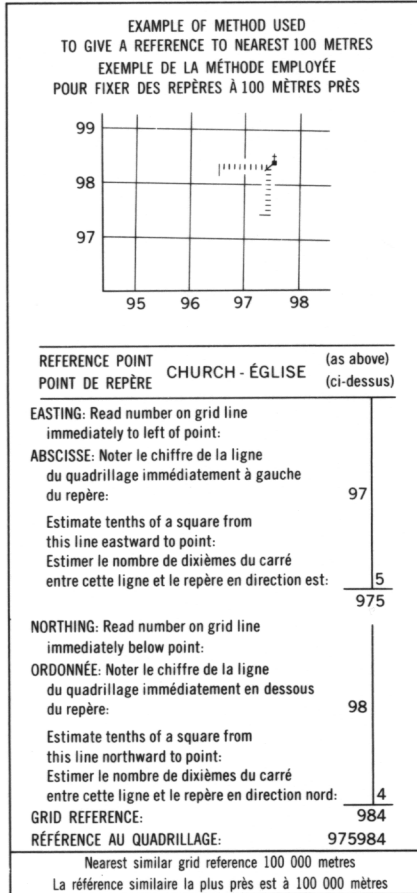 EXAMPLE OF METHOD USED
TO GIVE A REFERENCE TO NEAREST 100 METRES
EXEMPLE DE LA MÉTHODE EMPLOYÉE
POUR FIXER DES REPÈRES À 100 MÈTRES PRÈS
99
98
97
95 96 97 98
REFERENCE POINT
POINT DE REPÈRE
CHURCH - ÉGLISE
(as above)
(ci-dessus)
EASTING: Read number on grid line
immediately to left of point:
ABSCISSE: Noter le chiffre de la ligne
du quadrillage immédiatement à gauche
du repère: 97
Estimate tenths of a square from
this line eastward to point:
Estimer le nombre de dixièmes du carré
entre cette ligne et le repère en direction est: 5
975
NORTHING: Read number on grid line
immediately below point:
ORDONNÉE: Noter le chiffre de la ligne
du quadrillage immédiatement en dessous
du repère: 98
Estimate tenths of a square from
this line northward to point:
Estimer le nombre de dixièmes du carré
entre cette ligne et le repère en direction nord: 4
GRID REFERENCE: 984
RÉFÉRENCE AU QUADRILLAGE: 975984
Nearest similar grid reference 100 000 metres
La référence similaire la plus près est à 100 000 mètres